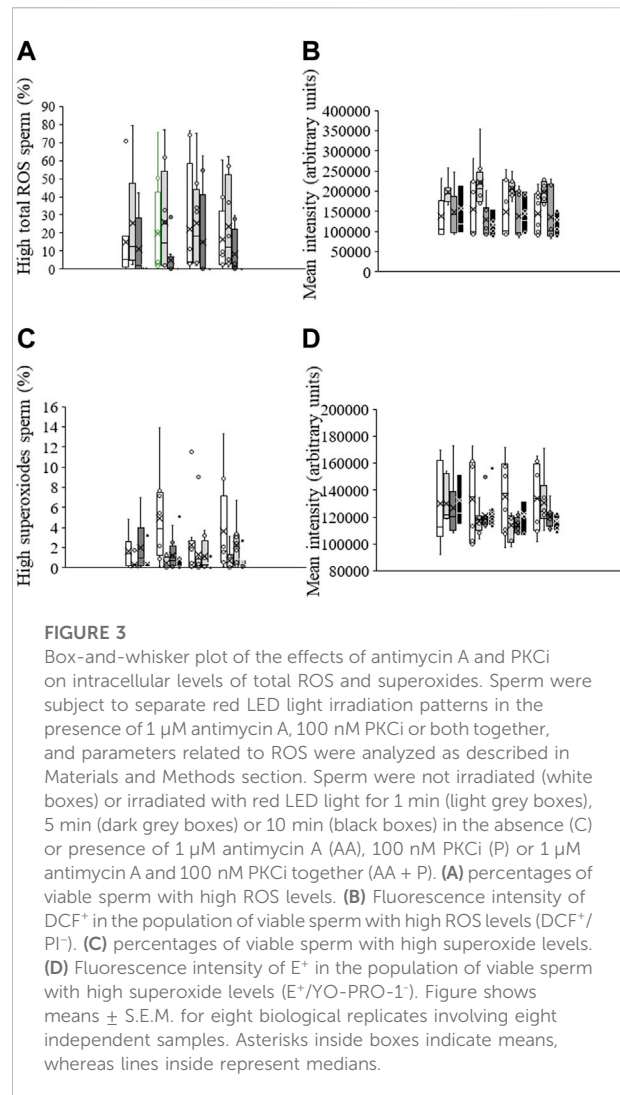 A
High total ROS sperm (%)
90
80
70
60
50
40
30
20
10
0
B
Mean intensity (arbitrary units)
400000
350000
300000
250000
200000
150000
100000
50000
0
C
High superoxiodes sperm (%)
16
14
12
10
8
6
4
2
0
D
Mean intensity (arbitrary units)
200000
180000
160000
140000
120000
100000
80000
FIGURE 3
Box-and-whisker plot of the effects of antimycin A and PKCi
on intracellular levels of total ROS and superoxides. Sperm were
subject to separate red LED light irradiation patterns in the
presence of 1 µM antimycin A, 100 nM PKCi or both together,
and parameters related to ROS were analyzed as described in
Materials and Methods section. Sperm were not irradiated (white
boxes) or irradiated with red LED light for 1 min (light grey boxes),
5 min (dark grey boxes) or 10 min (black boxes) in the absence (C)
or presence of 1 µM antimycin A (AA), 100 nM PKCi (P) or 1 µM
antimycin A and 100 nM PKCi together (AA + P). (A) percentages of
viable sperm with high ROS levels. (B) Fluorescence intensity of
DCF⁺ in the population of viable sperm with high ROS levels (DCF⁺/
PI⁻). (C) percentages of viable sperm with high superoxide levels.
(D) Fluorescence intensity of E⁺ in the population of viable sperm
with high superoxide levels (E⁺/YO-PRO-1⁻). Figure shows
means ± S.E.M. for eight biological replicates involving eight
independent samples. Asterisks inside boxes indicate means,
whereas lines inside represent medians.